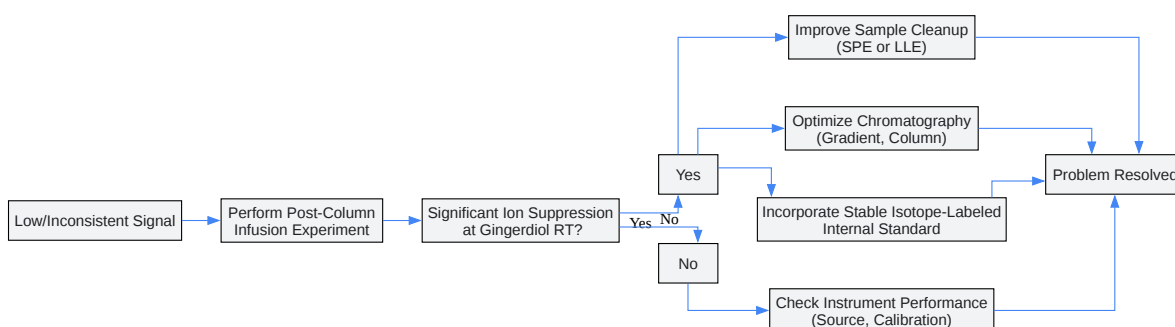 Low/Inconsistent Signal
Perform Post-Column
Infusion Experiment
Significant Ion Suppression
at Gingerdiol RT?
Yes
No
Yes
No
Improve Sample Cleanup
(SPE or LLE)
Optimize Chromatography
(Gradient, Column)
Incorporate Stable Isotope-Labeled
Internal Standard
Check Instrument Performance
(Source, Calibration)
Problem Resolved